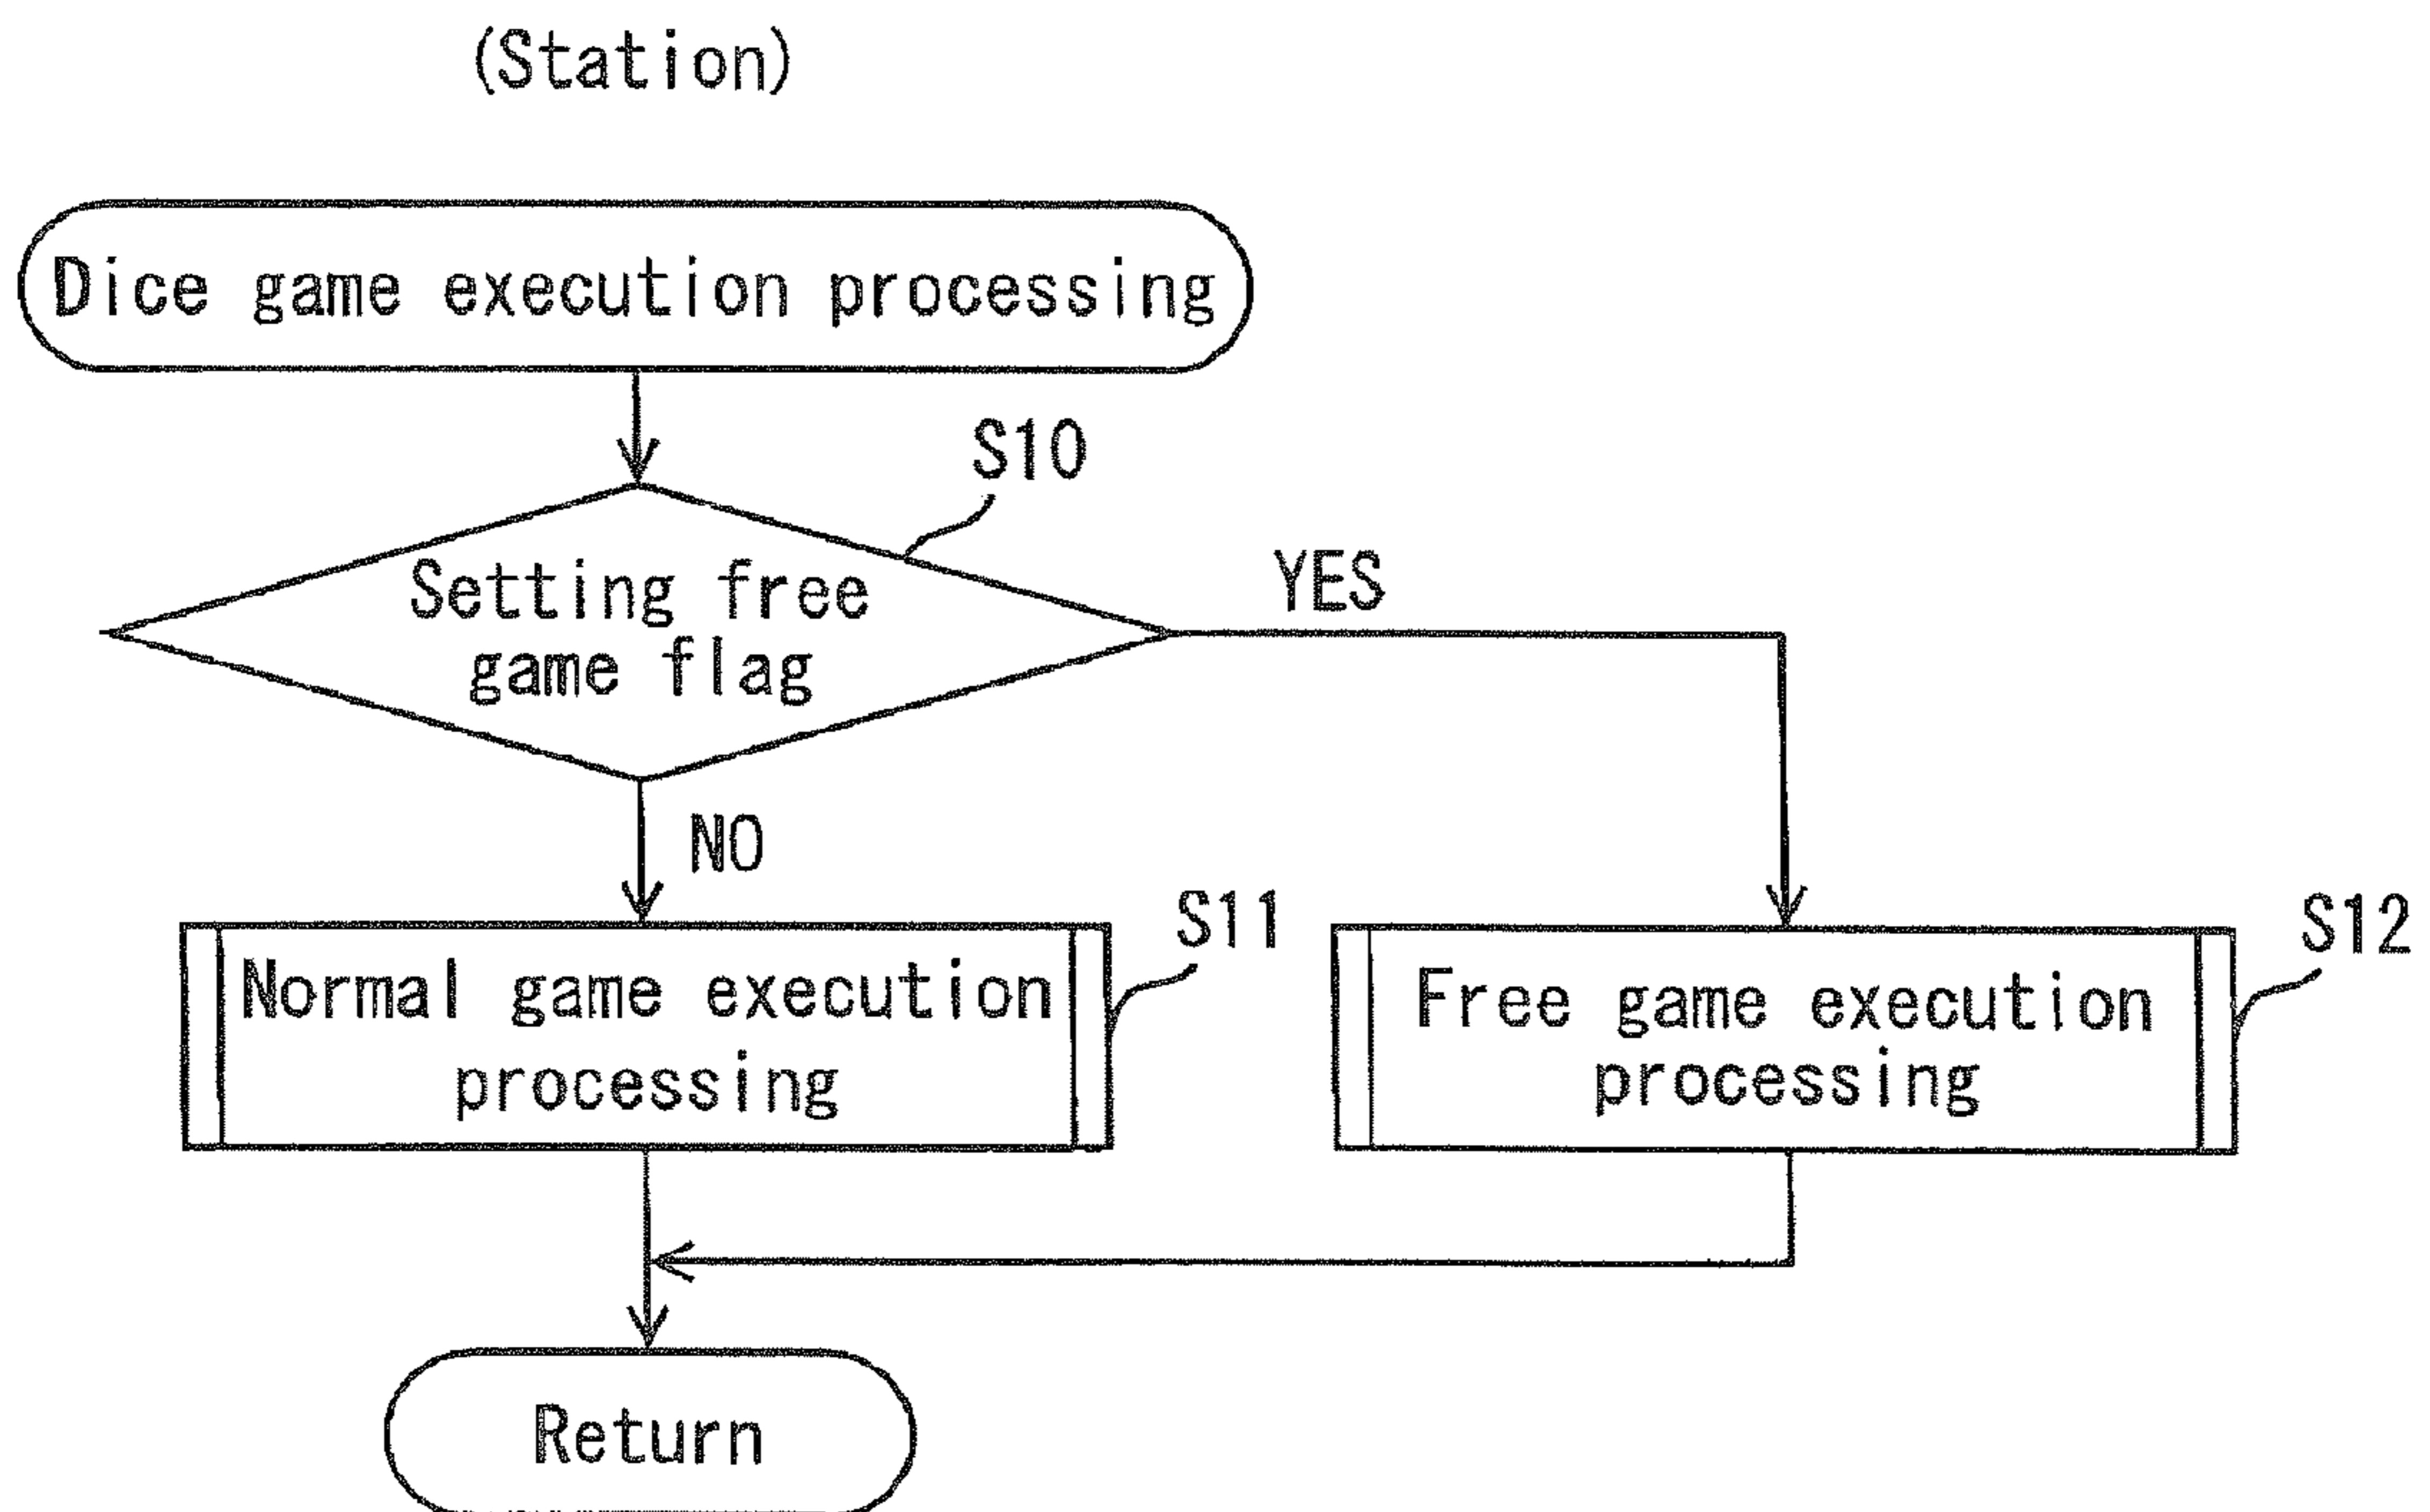 (Station)
Dice game execution processing
S10
Setting free
game flag
YES
NO
S11
S12
Normal game execution
processing
Free game execution
processing
Return